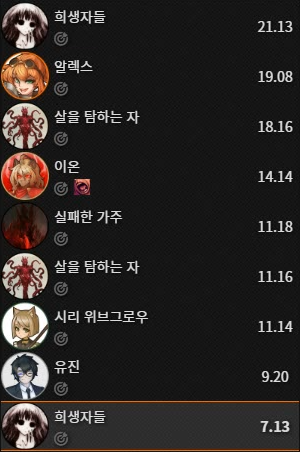 희생자들
21.13
알렉스
19.08
살을 탐하는 자
18.16
이온
14.14
실패한 가주
11.18
살을 탐하는 자
11.16
시리 위브그로우
11.14
유진
9.20
희생자들
7.13